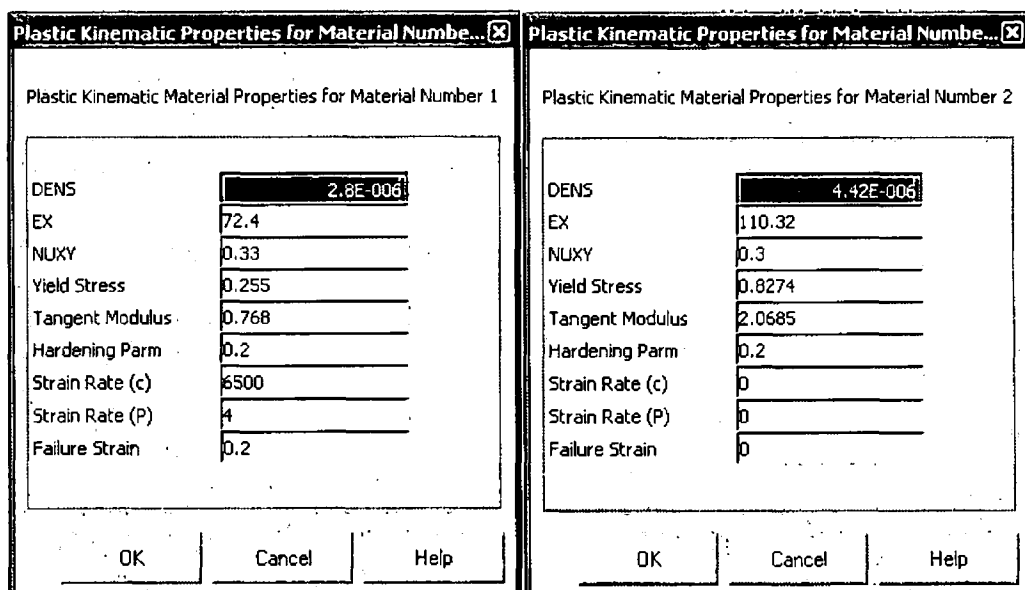 Plastic Kinematic Properties for Material Numbe...
Plastic Kinematic Material Properties for Material Number 1
DENS 2.8E-006
EX 72.4
NUXY 0.33
Yield Stress 0.255
Tangent Modulus 0.768
Hardening Parm 0.2
Strain Rate (c) 6500
Strain Rate (P) 4
Failure Strain 0.2
OK Cancel Help
Plastic Kinematic Properties for Material Numbe...
Plastic Kinematic Material Properties for Material Number 2
DENS 4.42E-006
EX 110.32
NUXY 0.3
Yield Stress 0.8274
Tangent Modulus 2.0685
Hardening Parm 0.2
Strain Rate (c) 0
Strain Rate (P) 0
Failure Strain 0
OK Cancel Help